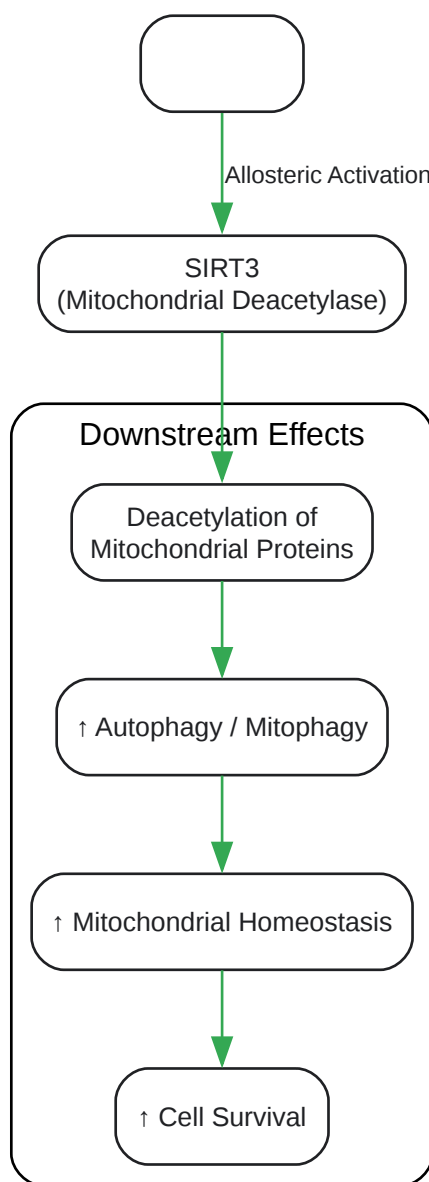 Allosteric Activation
SIRT3
(Mitochondrial Deacetylase)
Downstream Effects
Deacetylation of
Mitochondrial Proteins
↑ Autophagy / Mitophagy
↑ Mitochondrial Homeostasis
↑ Cell Survival